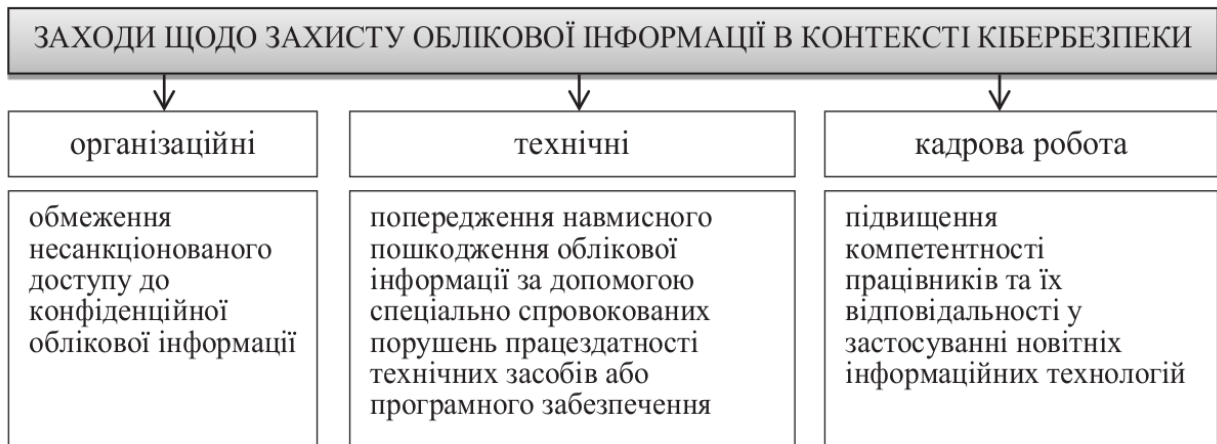 ЗАХОДИ ЩОДО ЗАХИСТУ ОБЛІКОВОЇ ІНФОРМАЦІЇ В КОНТЕКСТІ КІБЕРБЕЗПЕКИ
організаційні
обмеження
несанкціонованого
доступу до
конфіденційної
облікової інформації
технічні
попередження навмисного
пошкодження облікової
інформації за допомогою
спеціально спровокованих
порушень працездатності
технічних засобів або
програмного забезпечення
кадрова робота
підвищення
компетентності
працівників та їх
відповідальності у
застосуванні новітніх
інформаційних технологій